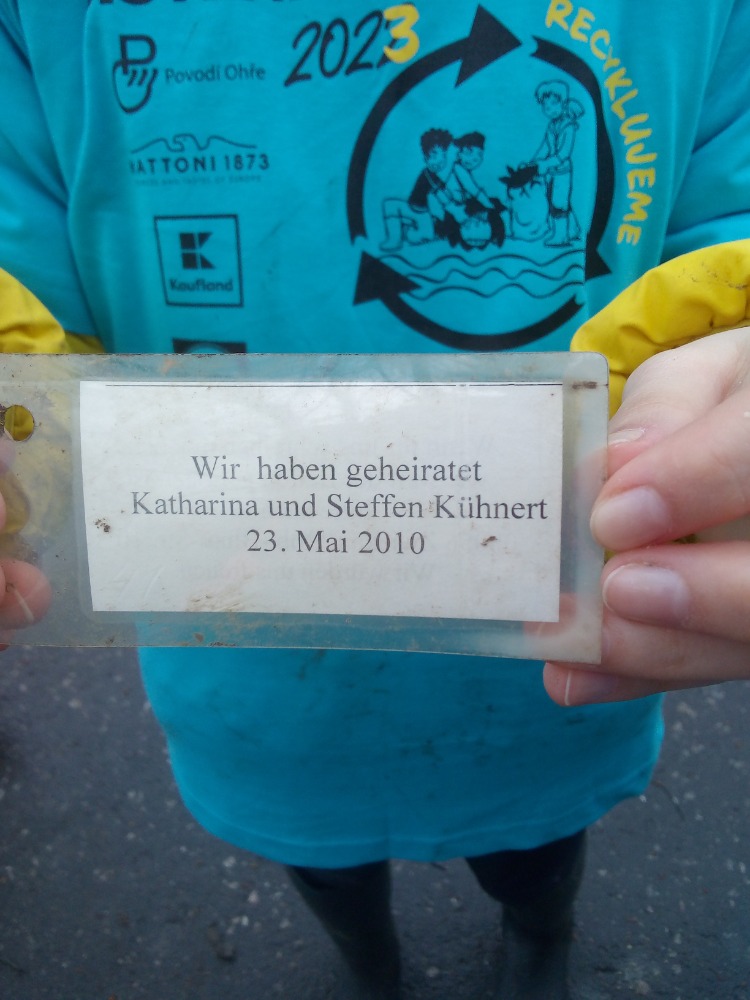 2023
RECYKLUJEME
Povodí Ohře
MATTONI 1873
Kaufland
Wir haben geheiratet
Katharina und Steffen Kühnert
23. Mai 2010